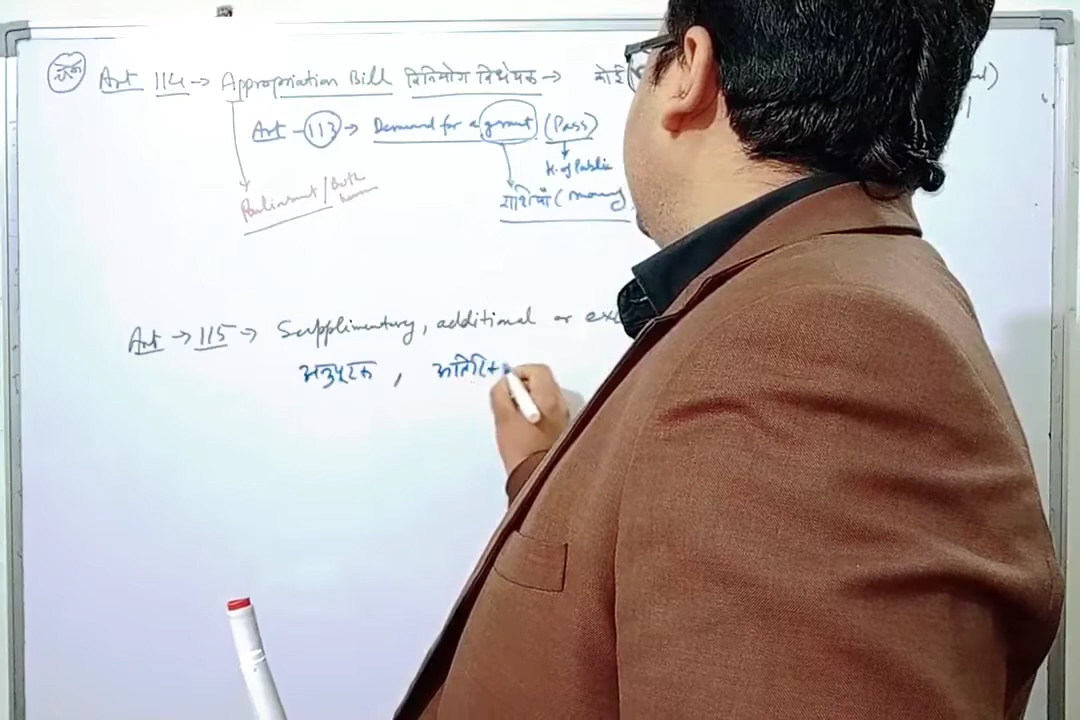 Art 114 → Appropriation Bill विनियोग विधेयक →
Art - 113 → Demand for a grant (Pass)
H. of Public
Parliament / Both
राशियाँ (money
Art → 115 → Supplimentary, additional or exc
अनुपूरक , अतिरिक्